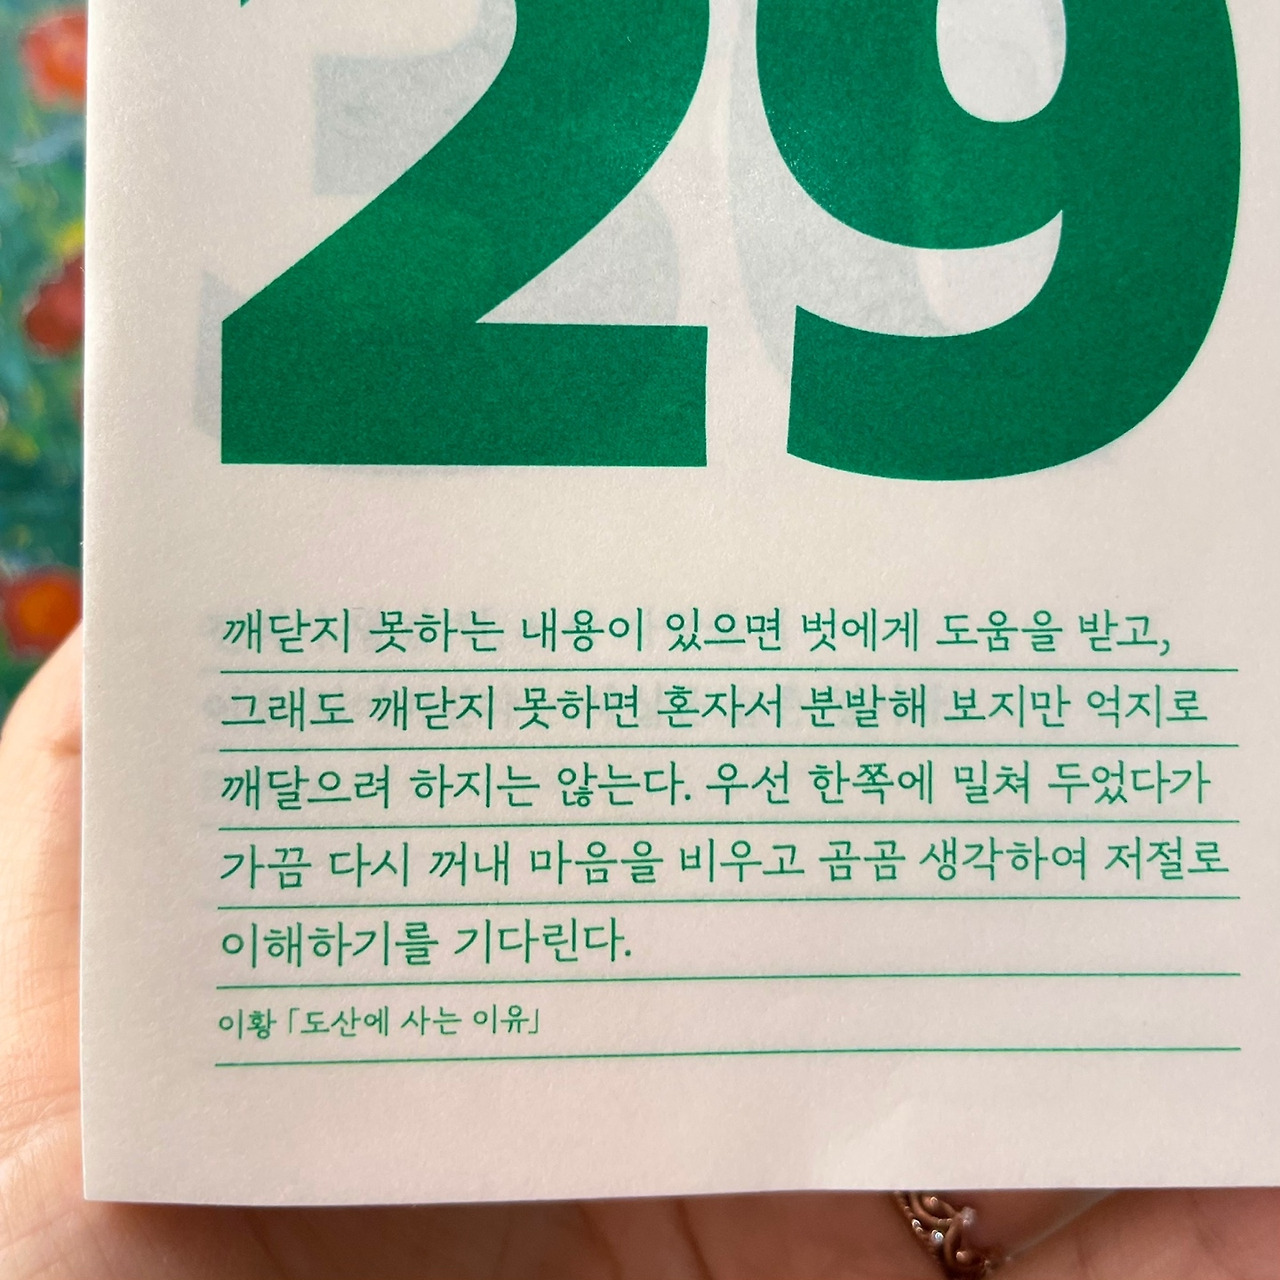 29
깨닫지 못하는 내용이 있으면 벗에게 도움을 받고,
그래도 깨닫지 못하면 혼자서 분발해 보지만 억지로
깨달으려 하지는 않는다. 우선 한쪽에 밀쳐 두었다가
가끔 다시 꺼내 마음을 비우고 곰곰 생각하여 저절로
이해하기를 기다린다.
이황 「도산에 사는 이유」